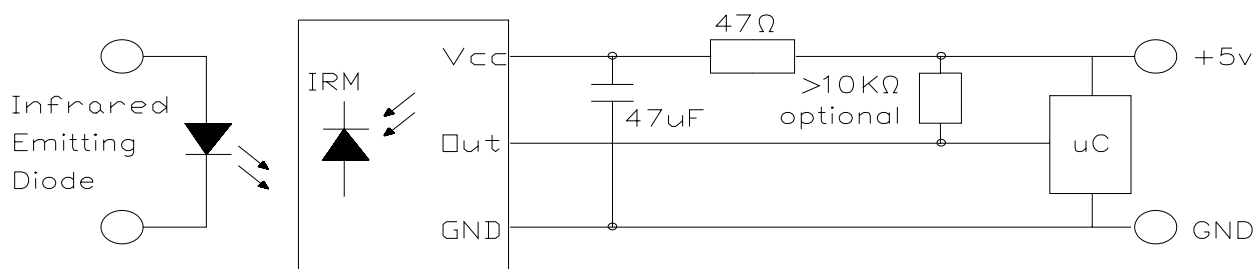 Infrared
Emitting
Diode
IRM
Vcc
Out
GND
47uF
47Ω
>10KΩ
optional
uC
+5v
GND